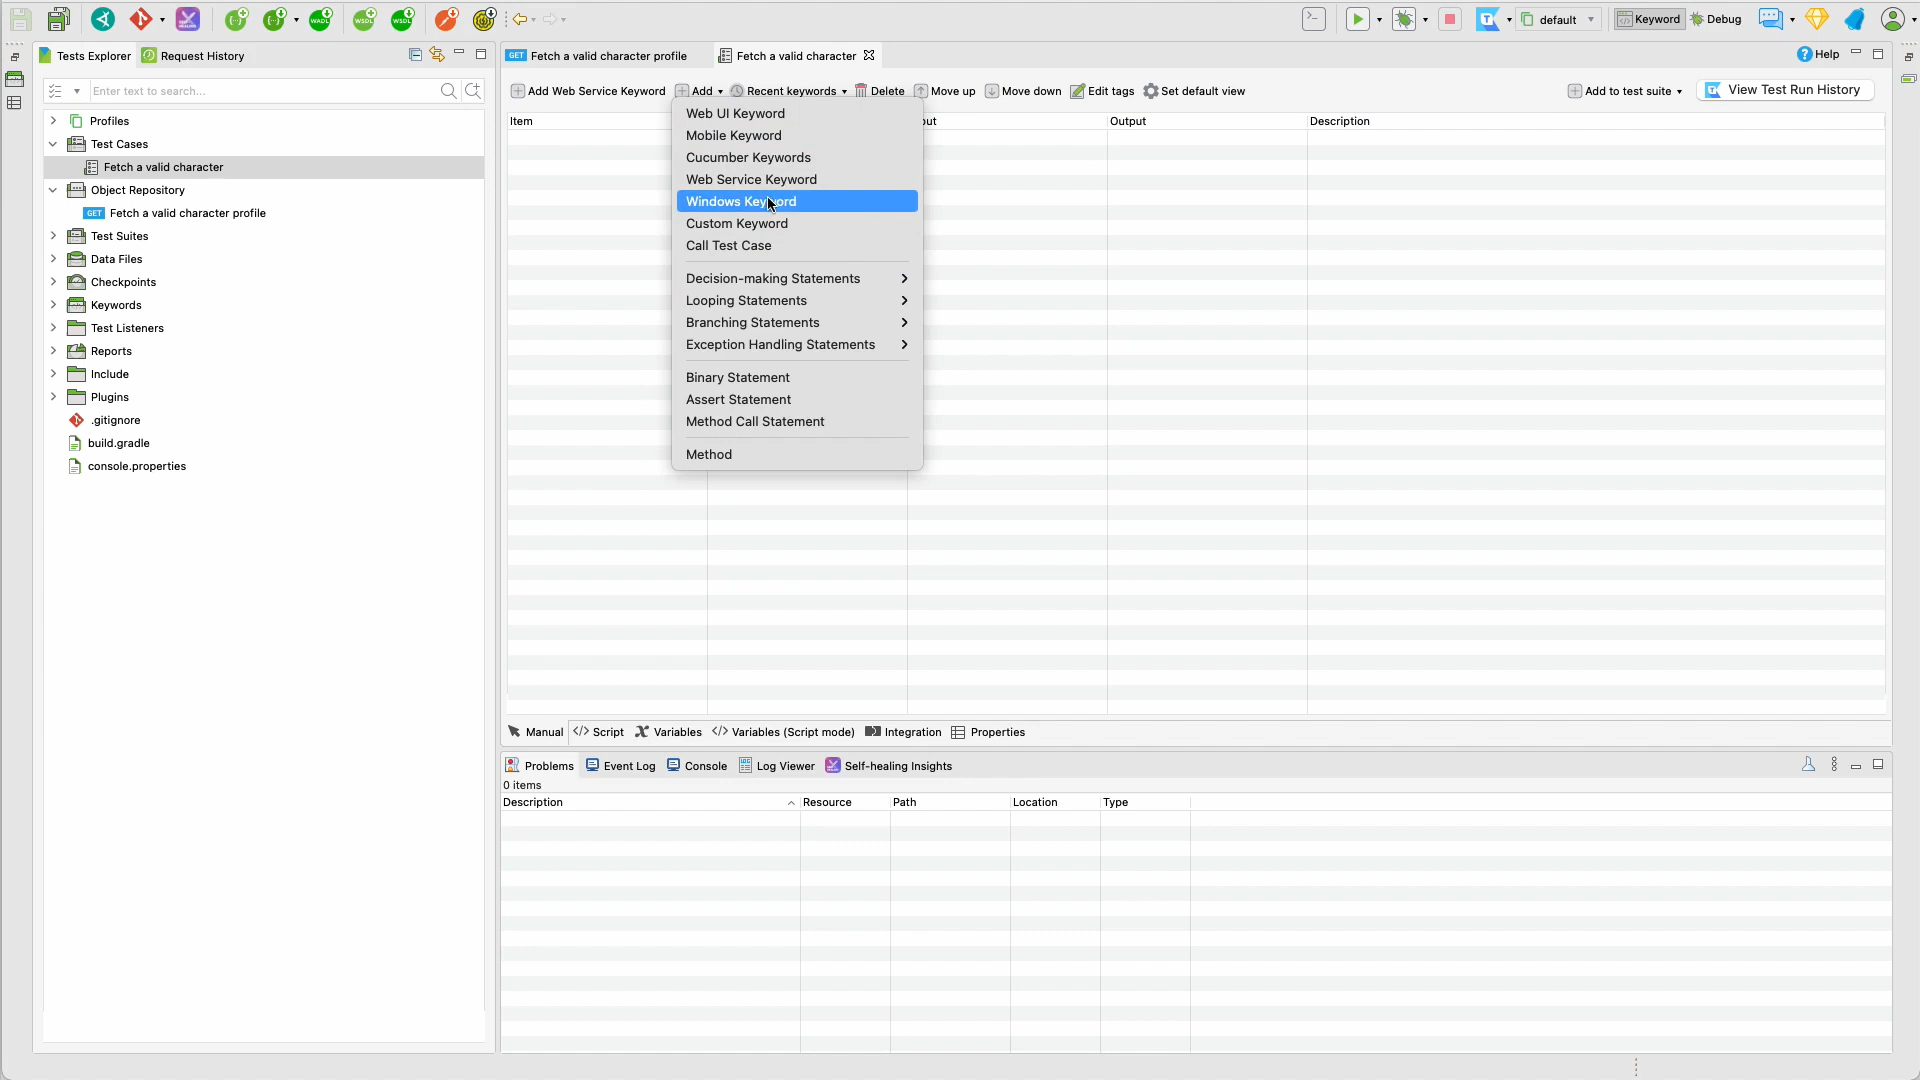 default
Keyword
Debug
Tests Explorer
Request History
GET Fetch a valid character profile
Fetch a valid character
Help
Enter text to search...
Add Web Service Keyword
Add
Recent keywords
Delete
Move up
Move down
Edit tags
Set default view
Add to test suite
View Test Run History
Profiles
Test Cases
Fetch a valid character
Object Repository
GET Fetch a valid character profile
Test Suites
Data Files
Checkpoints
Keywords
Test Listeners
Reports
Include
Plugins
.gitignore
build.gradle
console.properties
Item
out
Output
Description
Web UI Keyword
Mobile Keyword
Cucumber Keywords
Web Service Keyword
Windows Keyword
Custom Keyword
Call Test Case
Decision-making Statements
Looping Statements
Branching Statements
Exception Handling Statements
Binary Statement
Assert Statement
Method Call Statement
Method
Manual
</> Script
Variables
</> Variables (Script mode)
Integration
Properties
Problems
Event Log
Console
Log Viewer
Self-healing Insights
0 items
Description
Resource
Path
Location
Type